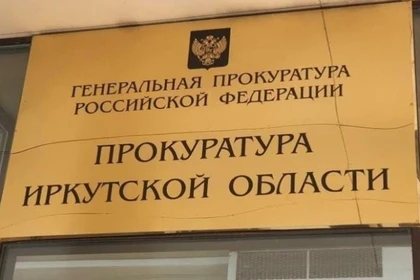 ГЕНЕРАЛЬНАЯ ПРОКУРАТУРА
РОССИЙСКОЙ ФЕДЕРАЦИИ
ПРОКУРАТУРА
ИРКУТСКОЙ ОБЛАСТИ